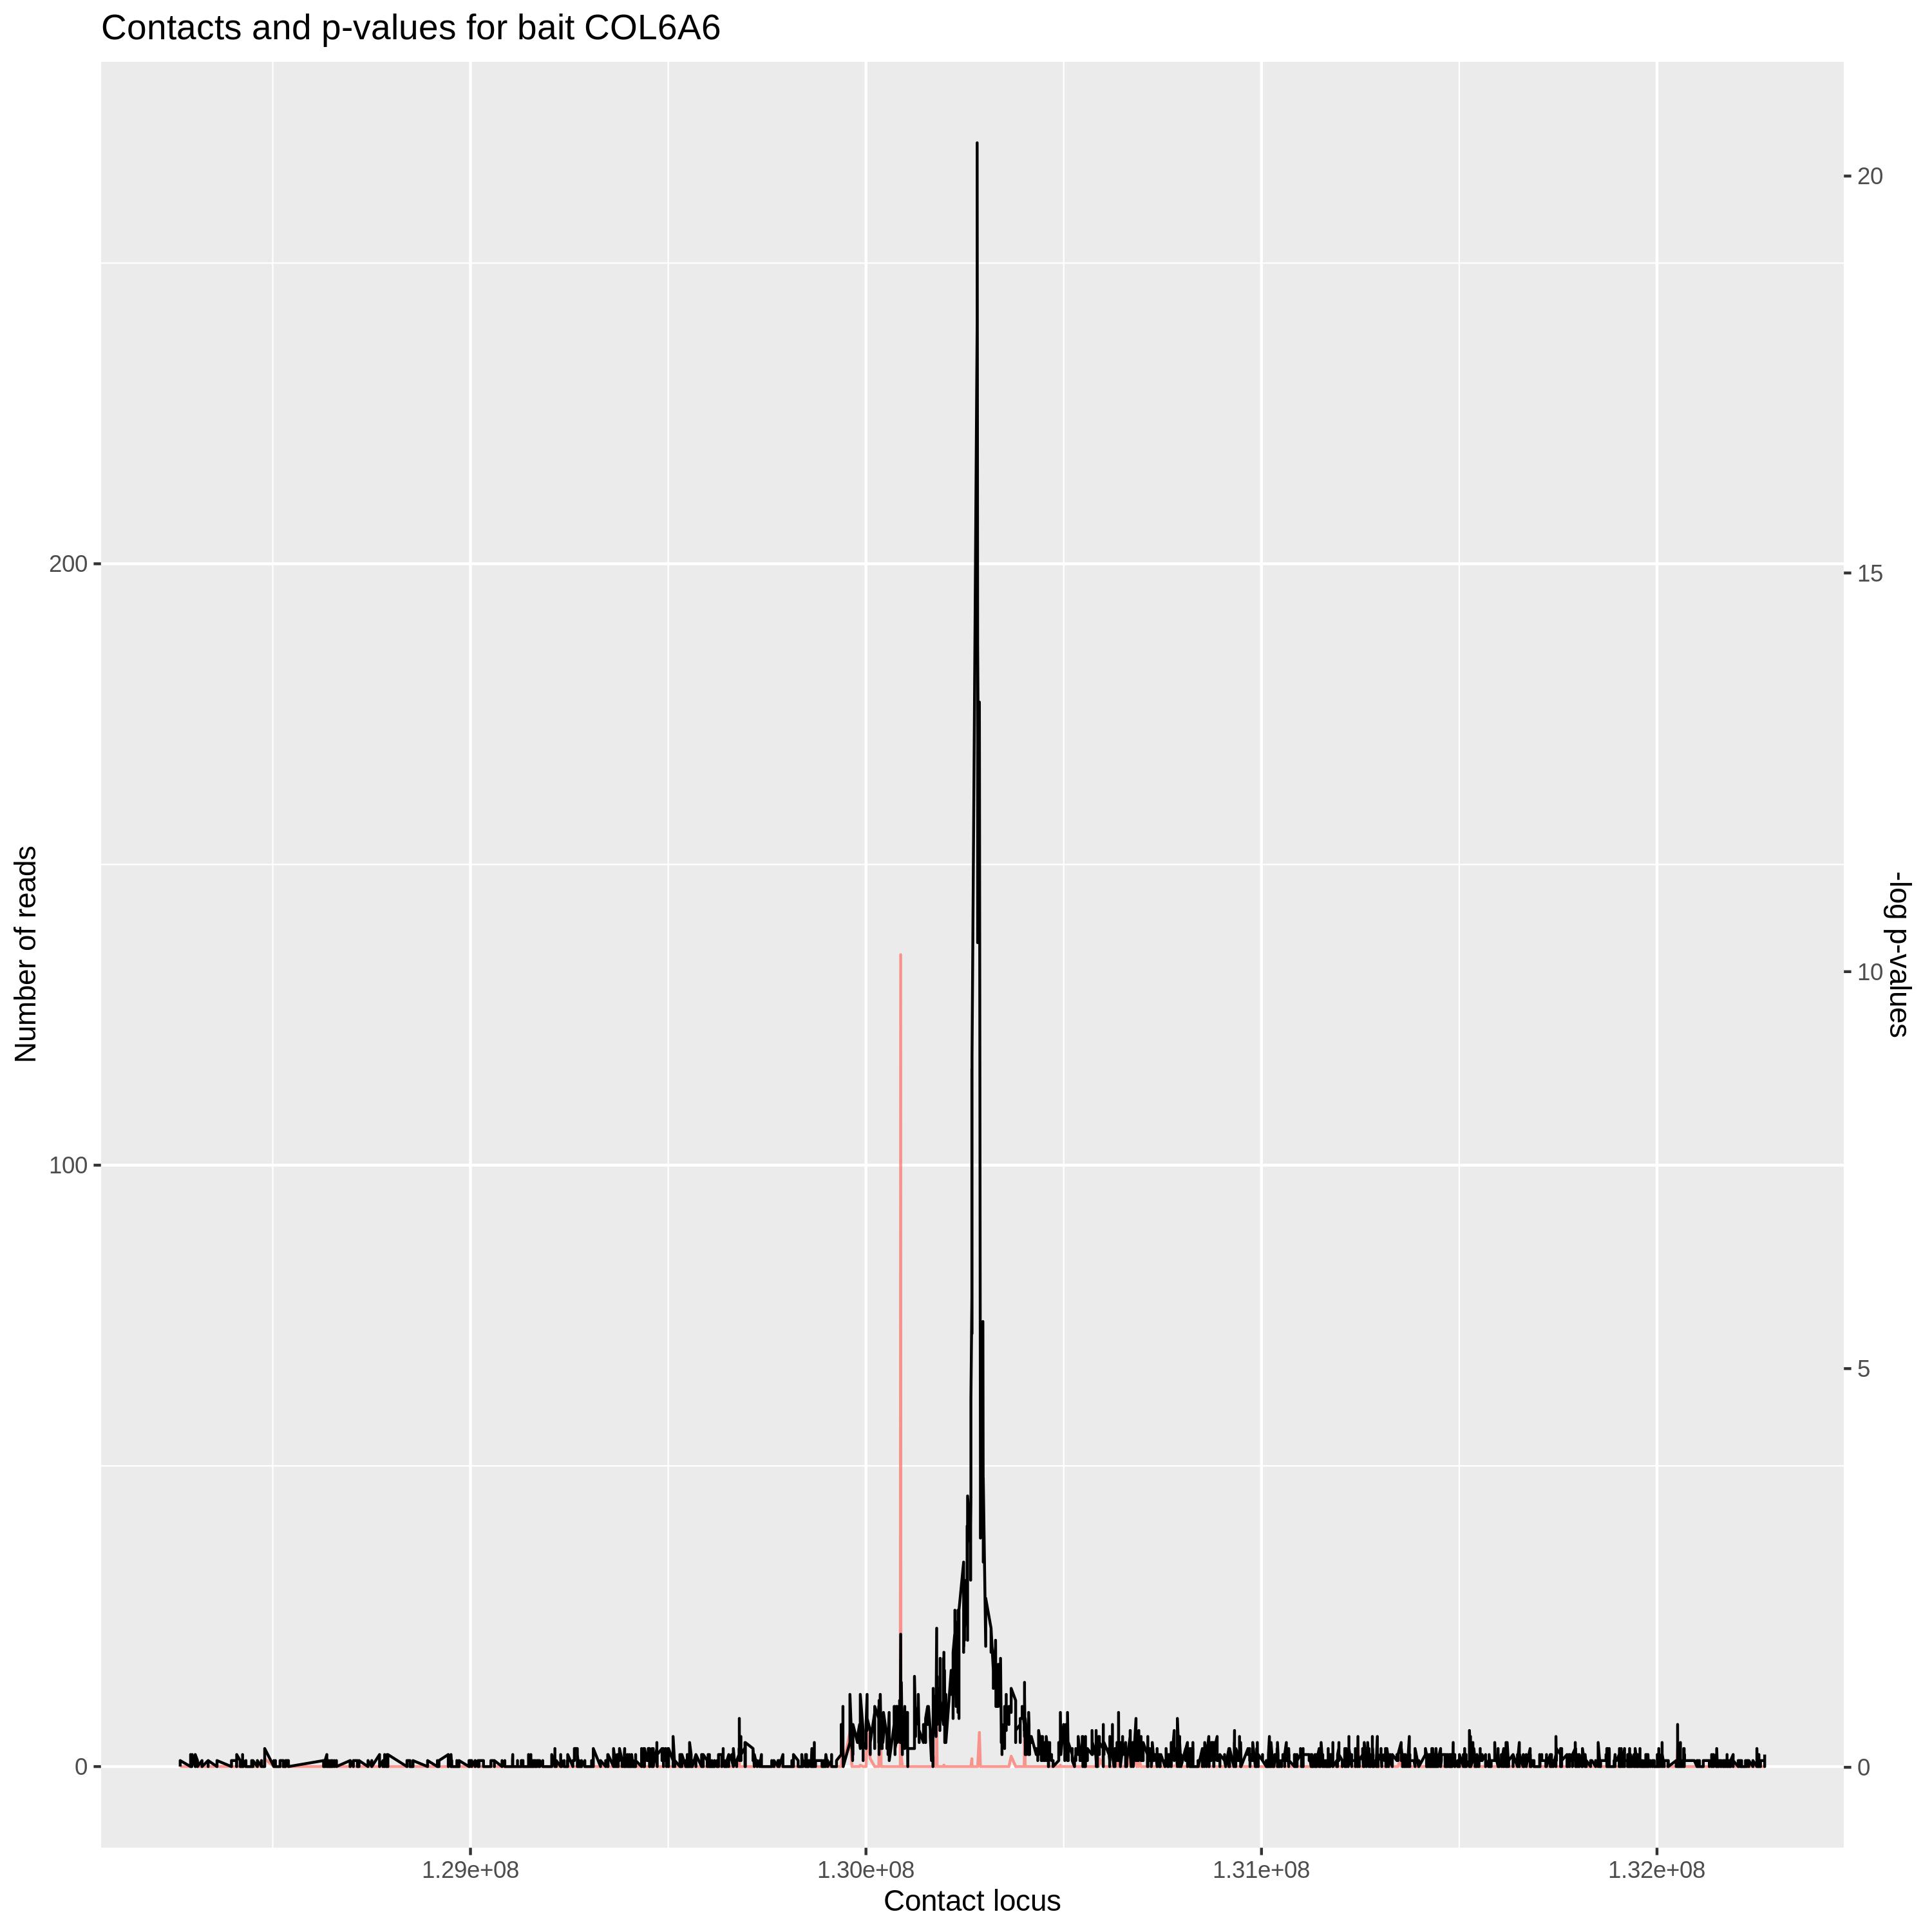 Contacts and p-values for bait COL6A6
Number of reads
200
100
0
20
15
10
5
0
-log p-values
1.29e+08 1.30e+08 1.31e+08 1.32e+08
Contact locus